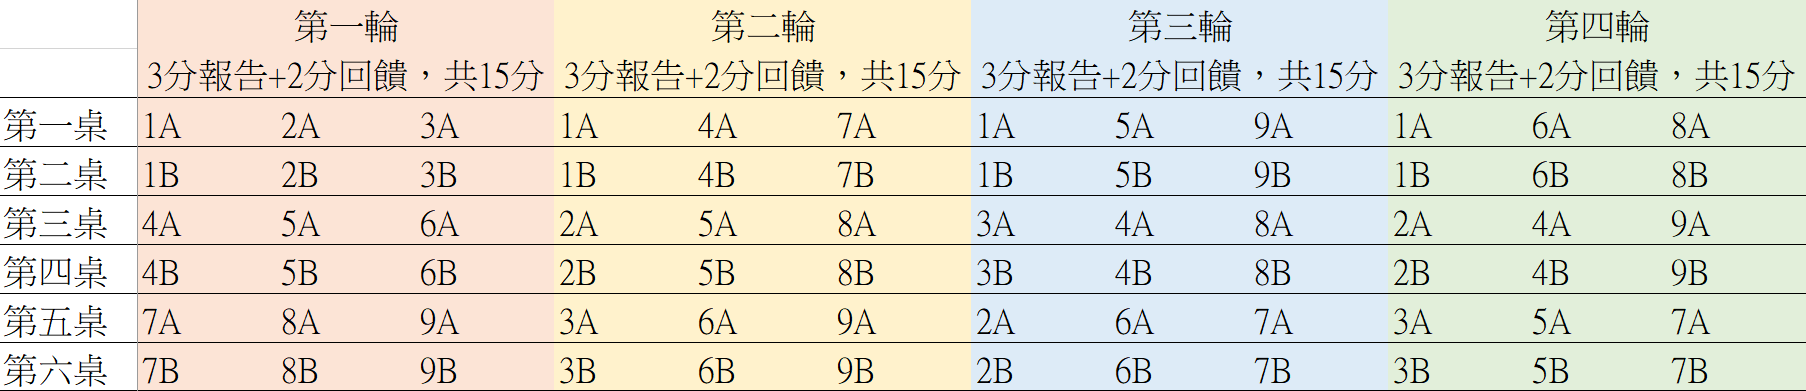 第一輪 第二輪 第三輪 第四輪
3分報告+2分回饋，共15分 3分報告+2分回饋，共15分 3分報告+2分回饋，共15分 3分報告+2分回饋，共15分
第一桌 1A 2A 3A 1A 4A 7A 1A 5A 9A 1A 6A 8A
第二桌 1B 2B 3B 1B 4B 7B 1B 5B 9B 1B 6B 8B
第三桌 4A 5A 6A 2A 5A 8A 3A 4A 8A 2A 4A 9A
第四桌 4B 5B 6B 2B 5B 8B 3B 4B 8B 2B 4B 9B
第五桌 7A 8A 9A 3A 6A 9A 2A 6A 7A 3A 5A 7A
第六桌 7B 8B 9B 3B 6B 9B 2B 6B 7B 3B 5B 7B